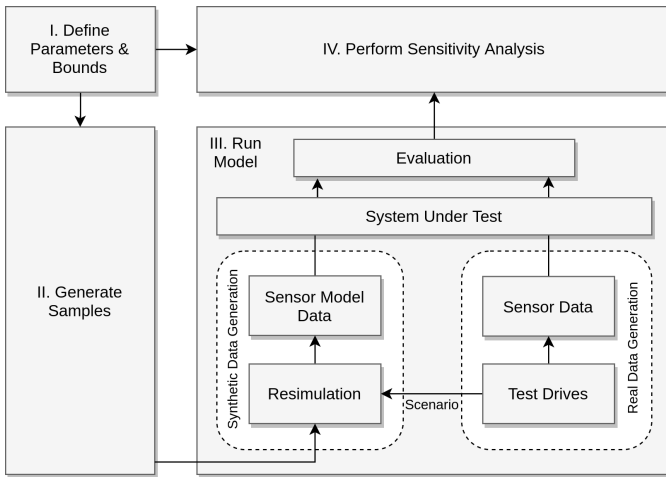 I. Define
Parameters &
Bounds
IV. Perform Sensitivity Analysis
II. Generate
Samples
III. Run
Model
Evaluation
System Under Test
Synthetic Data Generation
Sensor Model
Data
Resimulation
Scenario
Sensor Data
Test Drives
Real Data Generation